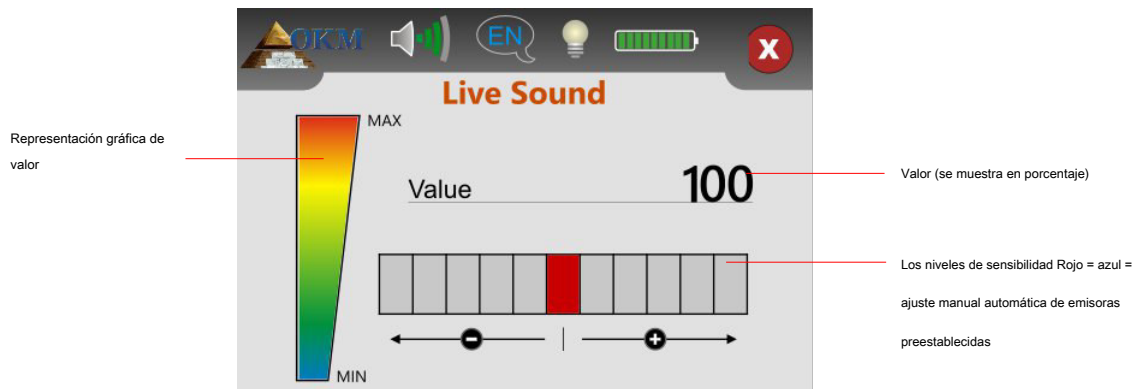 OKM
EN
X
Live Sound
MAX
Representación gráfica de
valor
Value 100
Valor (se muestra en porcentaje)
Los niveles de sensibilidad Rojo = azul =
ajuste manual automática de emisoras
preestablecidas
MIN